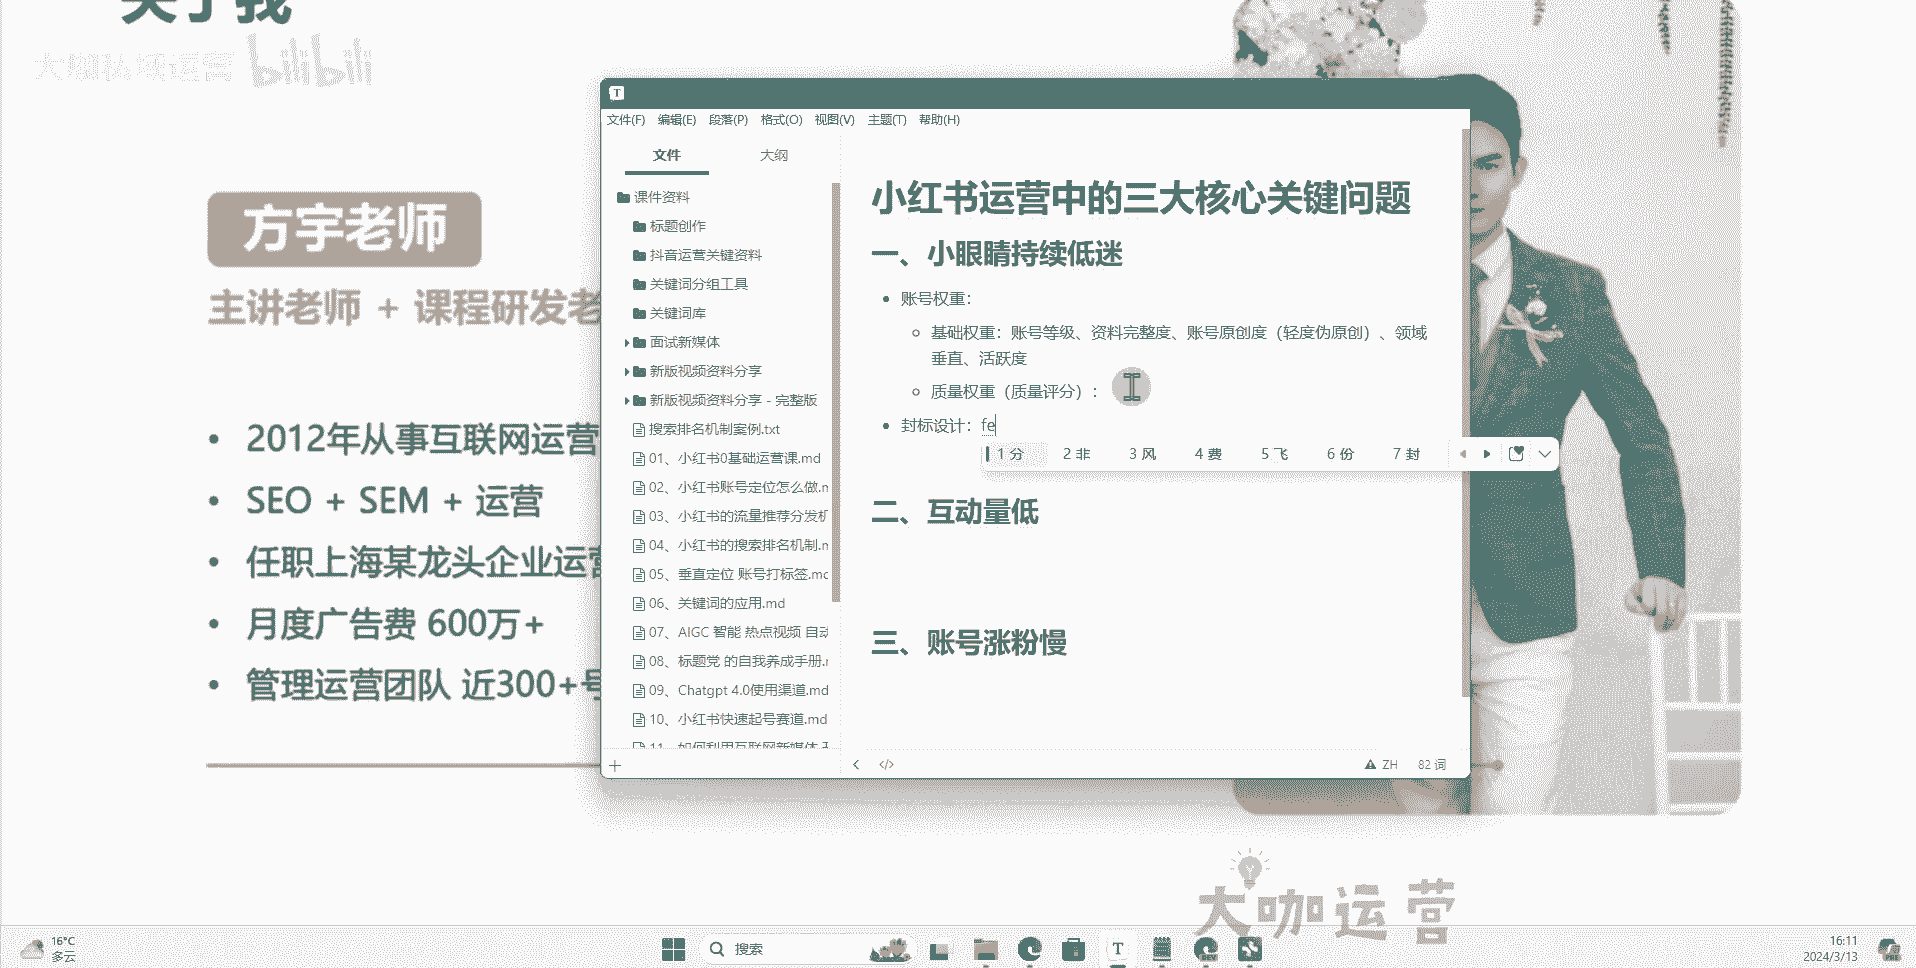 关于我
大咖私域运营 bilibili
方宇老师
主讲老师 + 课程研发老
2012年从事互联网运营
SEO + SEM + 运营
任职上海某龙头企业运营
月度广告费 600万+
管理运营团队 近300+号
T
文件(F) 编辑(E) 段落(P) 格式(O) 视图(V) 主题(T) 帮助(H)
文件 大纲
课件资料
标题创作
抖音运营关键资料
关键词分组工具
关键词库
面试新媒体
新版视频资料分享
新版视频资料分享 - 完整版
搜索排名机制案例.txt
01、小红书0基础运营课.md
02、小红书账号定位怎么做.m
03、小红书的流量推荐分发机
04、小红书的搜索排名机制.m
05、垂直定位 账号打标签.md
06、关键词的应用.md
07、AIGC 智能 热点视频 自动
08、标题党 的自我养成手册.m
09、Chatgpt 4.0使用渠道.md
10、小红书快速起号赛道.md
11、如何利用互联网新媒体
小红书运营中的三大核心关键问题
一、小眼睛持续低迷
账号权重：
基础权重：账号等级、资料完整度、账号原创度（轻度伪原创）、领域
垂直、活跃度
质量权重（质量评分）：
封标设计：fe
1 分 2 非 3 风 4 费 5 飞 6 份 7 封
二、互动量低
三、账号涨粉慢
ZH 82 词
大咖运营
16°C
多云
搜索
T
DEV
16:11
2024/3/13
PRE